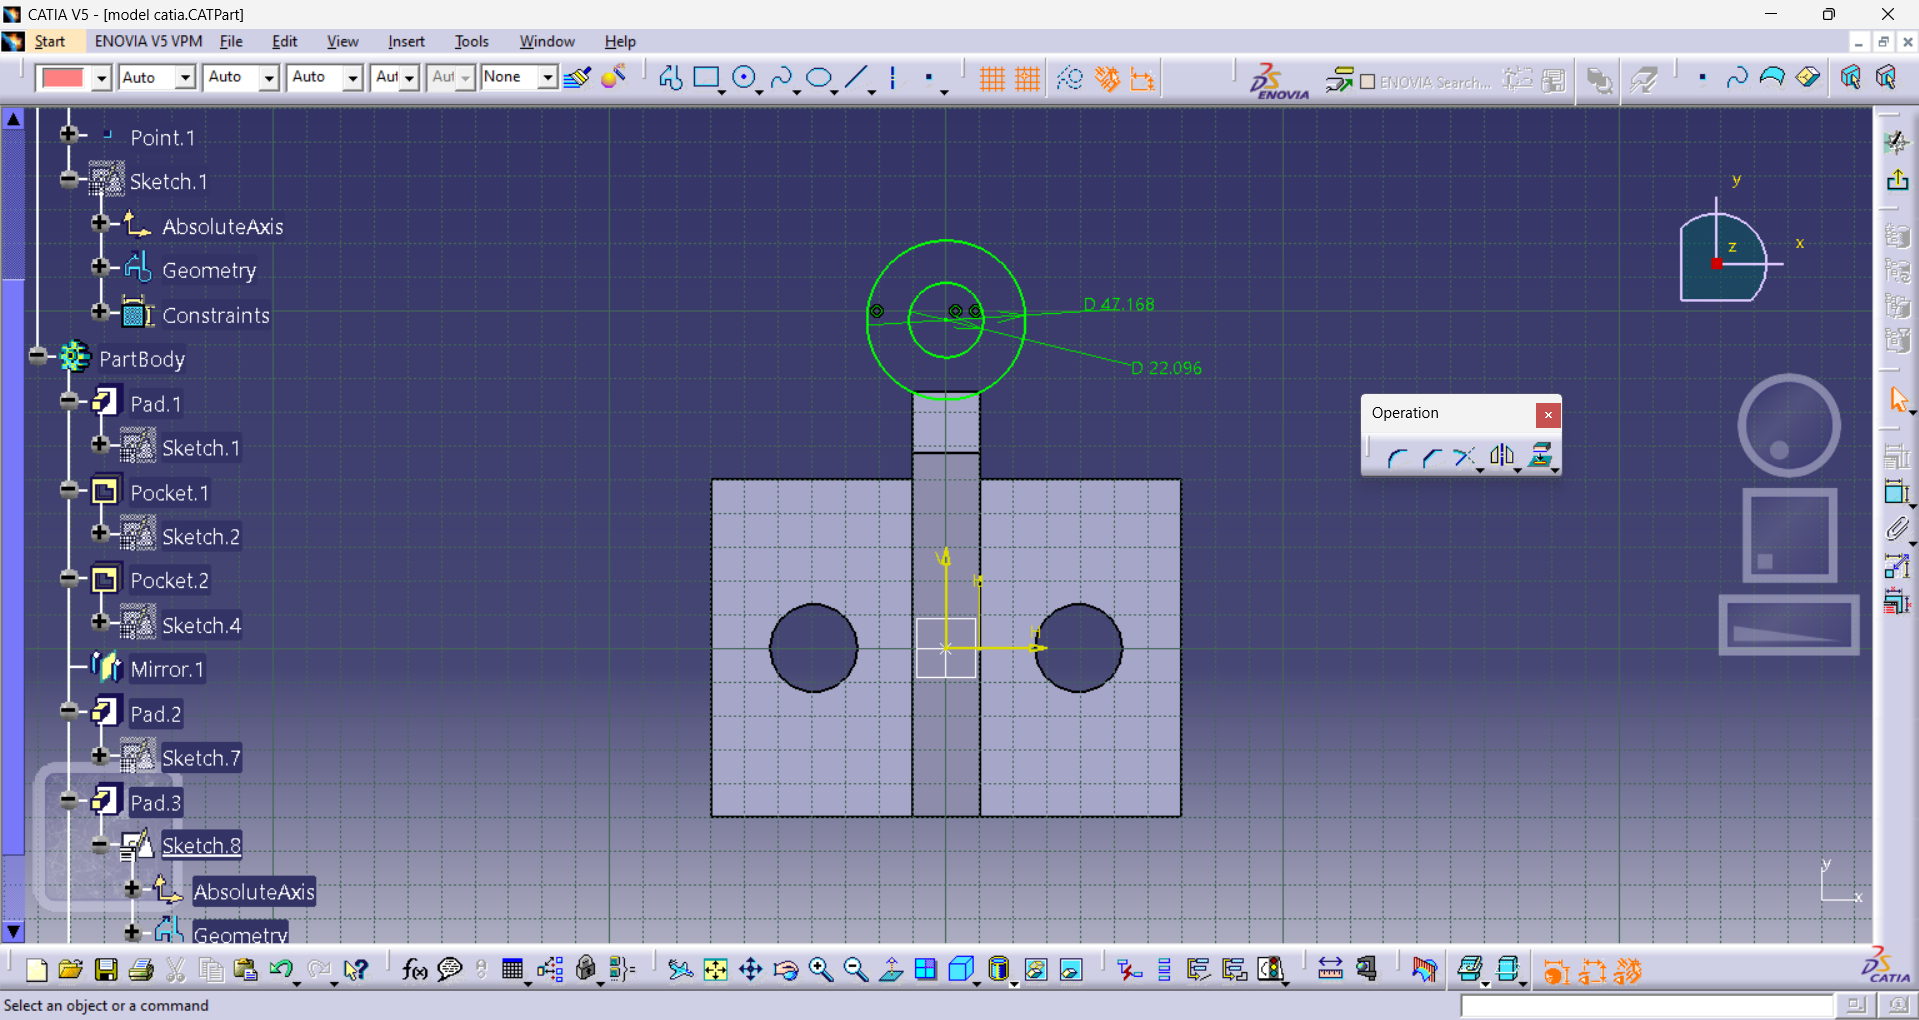 CATIA V5 - [model catia.CATPart]
Start ENOVIA V5 VPM File Edit View Insert Tools Window Help
Auto Auto Auto Aut Aut None ENOVIA ENOVIA Search...
Point.1
Sketch.1
AbsoluteAxis
Geometry
Constraints
PartBody
Pad.1
Sketch.1
Pocket.1
Sketch.2
Pocket.2
Sketch.4
Mirror.1
Pad.2
Sketch.7
Pad.3
Sketch.8
AbsoluteAxis
Geometry
D 47.168
D 22.096
V
H
H
y
z x
Operation
y
x
f(x)
CATIA
Select an object or a command